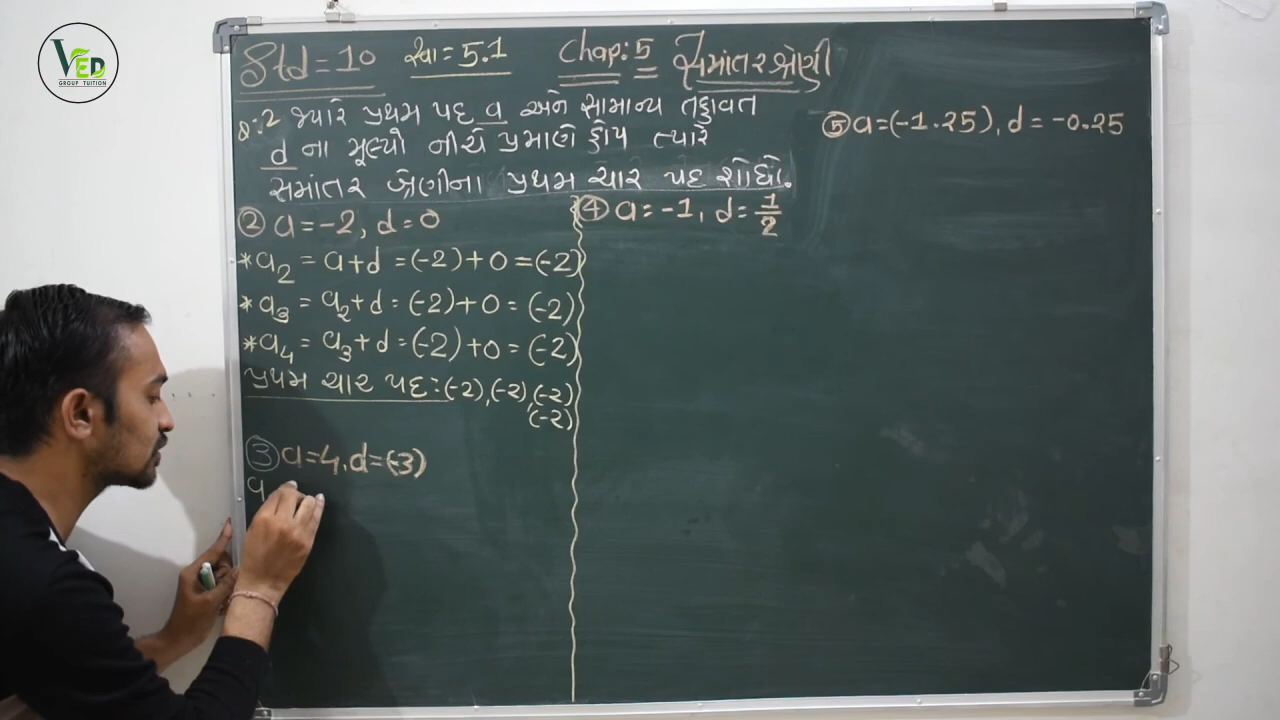 VED
GROUP TUITION
Std = 10 સ્વા = 5.1 Chap: 5 સમાંતર શ્રેણી
Q:2 જ્યારે પ્રથમ પદ a અને સામાન્ય તફાવત
d ના મૂલ્યો નીચે પ્રમાણે હોય ત્યારે
સમાંતર શ્રેણીના પ્રથમ ચાર પદ શોધો.
② a = -2, d = 0
* a₂ = a + d = (-2) + 0 = (-2)
* a₃ = a₂ + d = (-2) + 0 = (-2)
* a₄ = a₃ + d = (-2) + 0 = (-2)
પ્રથમ ચાર પદ : (-2), (-2), (-2)
(-2)
③ a = 4, d = (-3)
a
④ a = -1, d = 1/2
⑤ a = (-1.25), d = -0.25